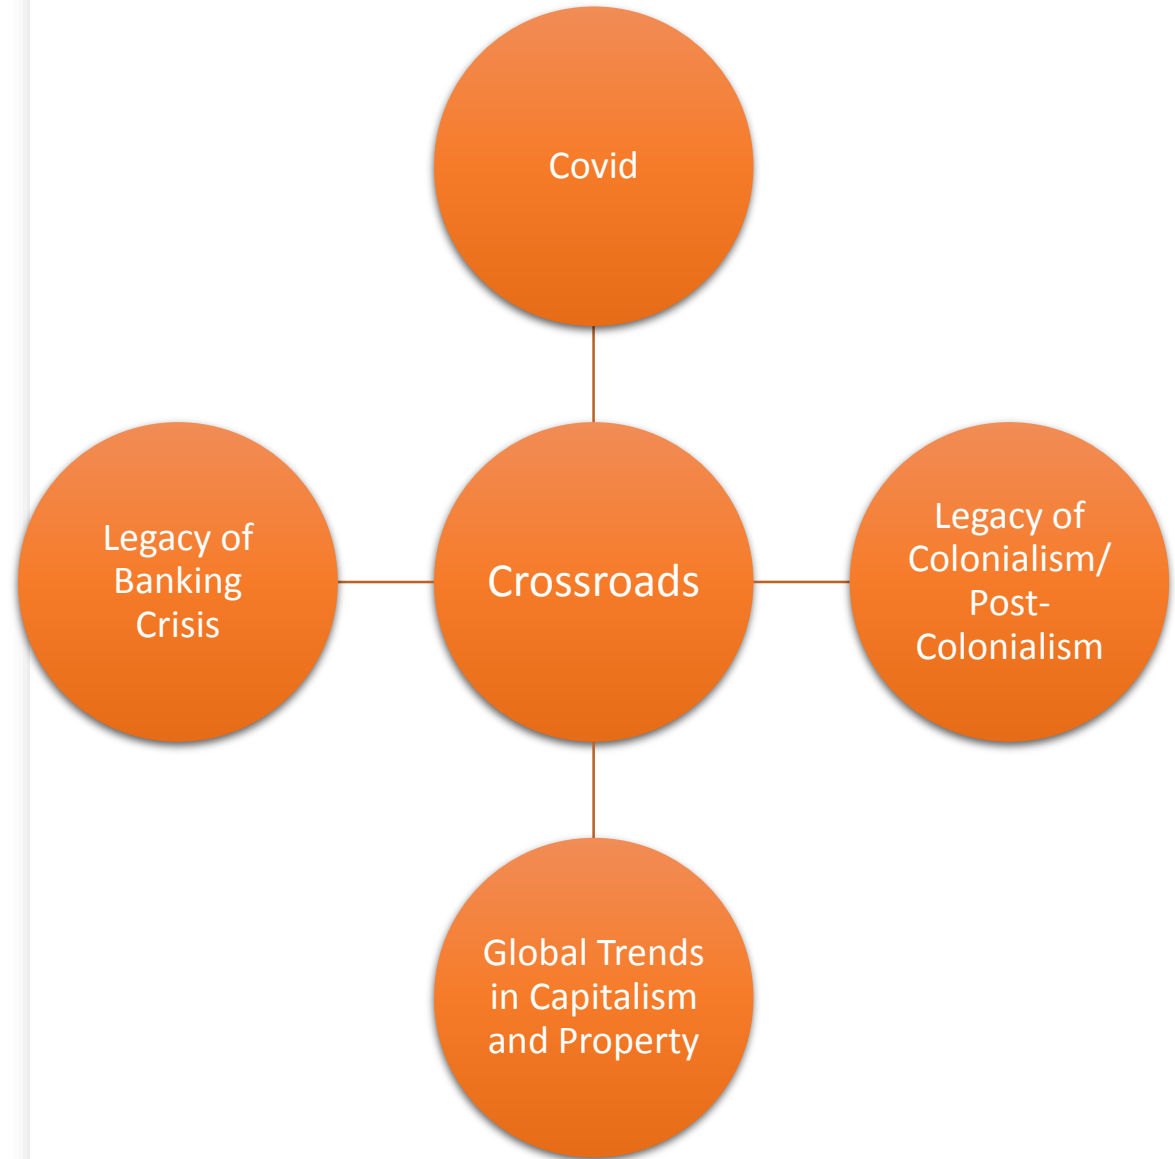 Covid
Legacy of
Banking
Crisis
Crossroads
Legacy of
Colonialism/
Post-
Colonialism
Global Trends
in Capitalism
and Property